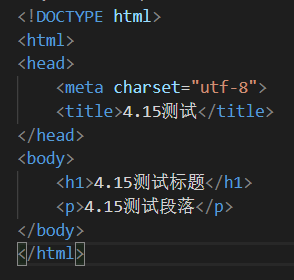 <!DOCTYPE html>
<html>
<head>
    <meta charset="utf-8">
    <title>4.15测试</title>
</head>
<body>
    <h1>4.15测试标题</h1>
    <p>4.15测试段落</p>
</body>
</html>